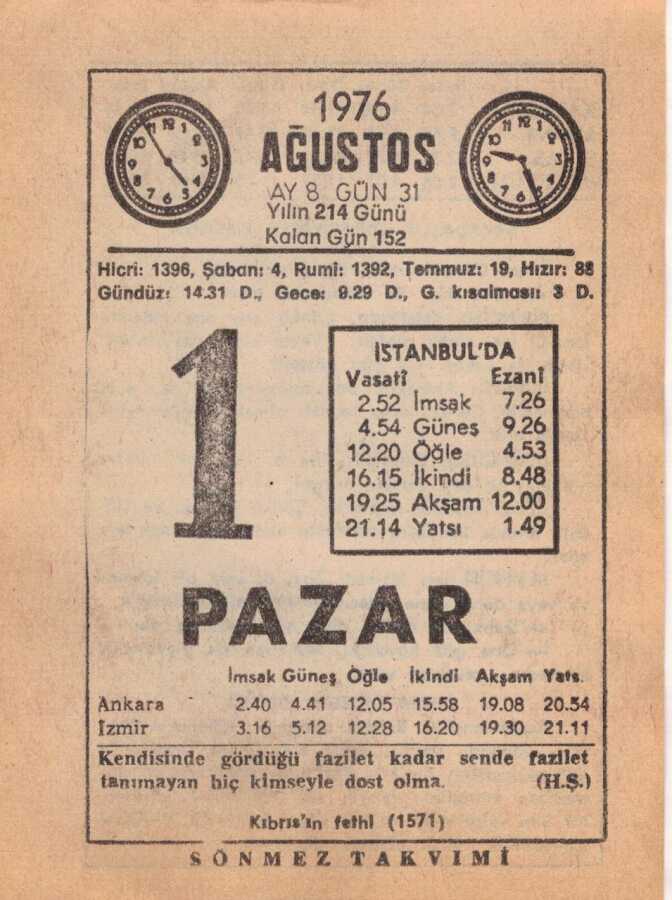 1976
AĞUSTOS
AY 8 GÜN 31
Yılın 214 Günü
Kalan Gün 152
Hicri: 1396, Şaban: 4, Rumi: 1392, Temmuz: 19, Hızır: 88
Gündüz: 14.31 D., Gece: 9.29 D., G. kısalması: 3 D.
1
İSTANBUL'DA
Vasatî Ezanî
2.52 İmsak 7.26
4.54 Güneş 9.26
12.20 Öğle 4.53
16.15 İkindi 8.48
19.25 Akşam 12.00
21.14 Yatsı 1.49
PAZAR
İmsak Güneş Öğle İkindi Akşam Yats.
Ankara 2.40 4.41 12.05 15.58 19.08 20.54
İzmir 3.16 5.12 12.28 16.20 19.30 21.11
Kendisinde gördüğü fazilet kadar sende fazilet
tanımayan hiç kimseyle dost olma. (H.Ş.)
Kıbrıs'ın fethi (1571)
SÖNMEZ TAKVİMİ